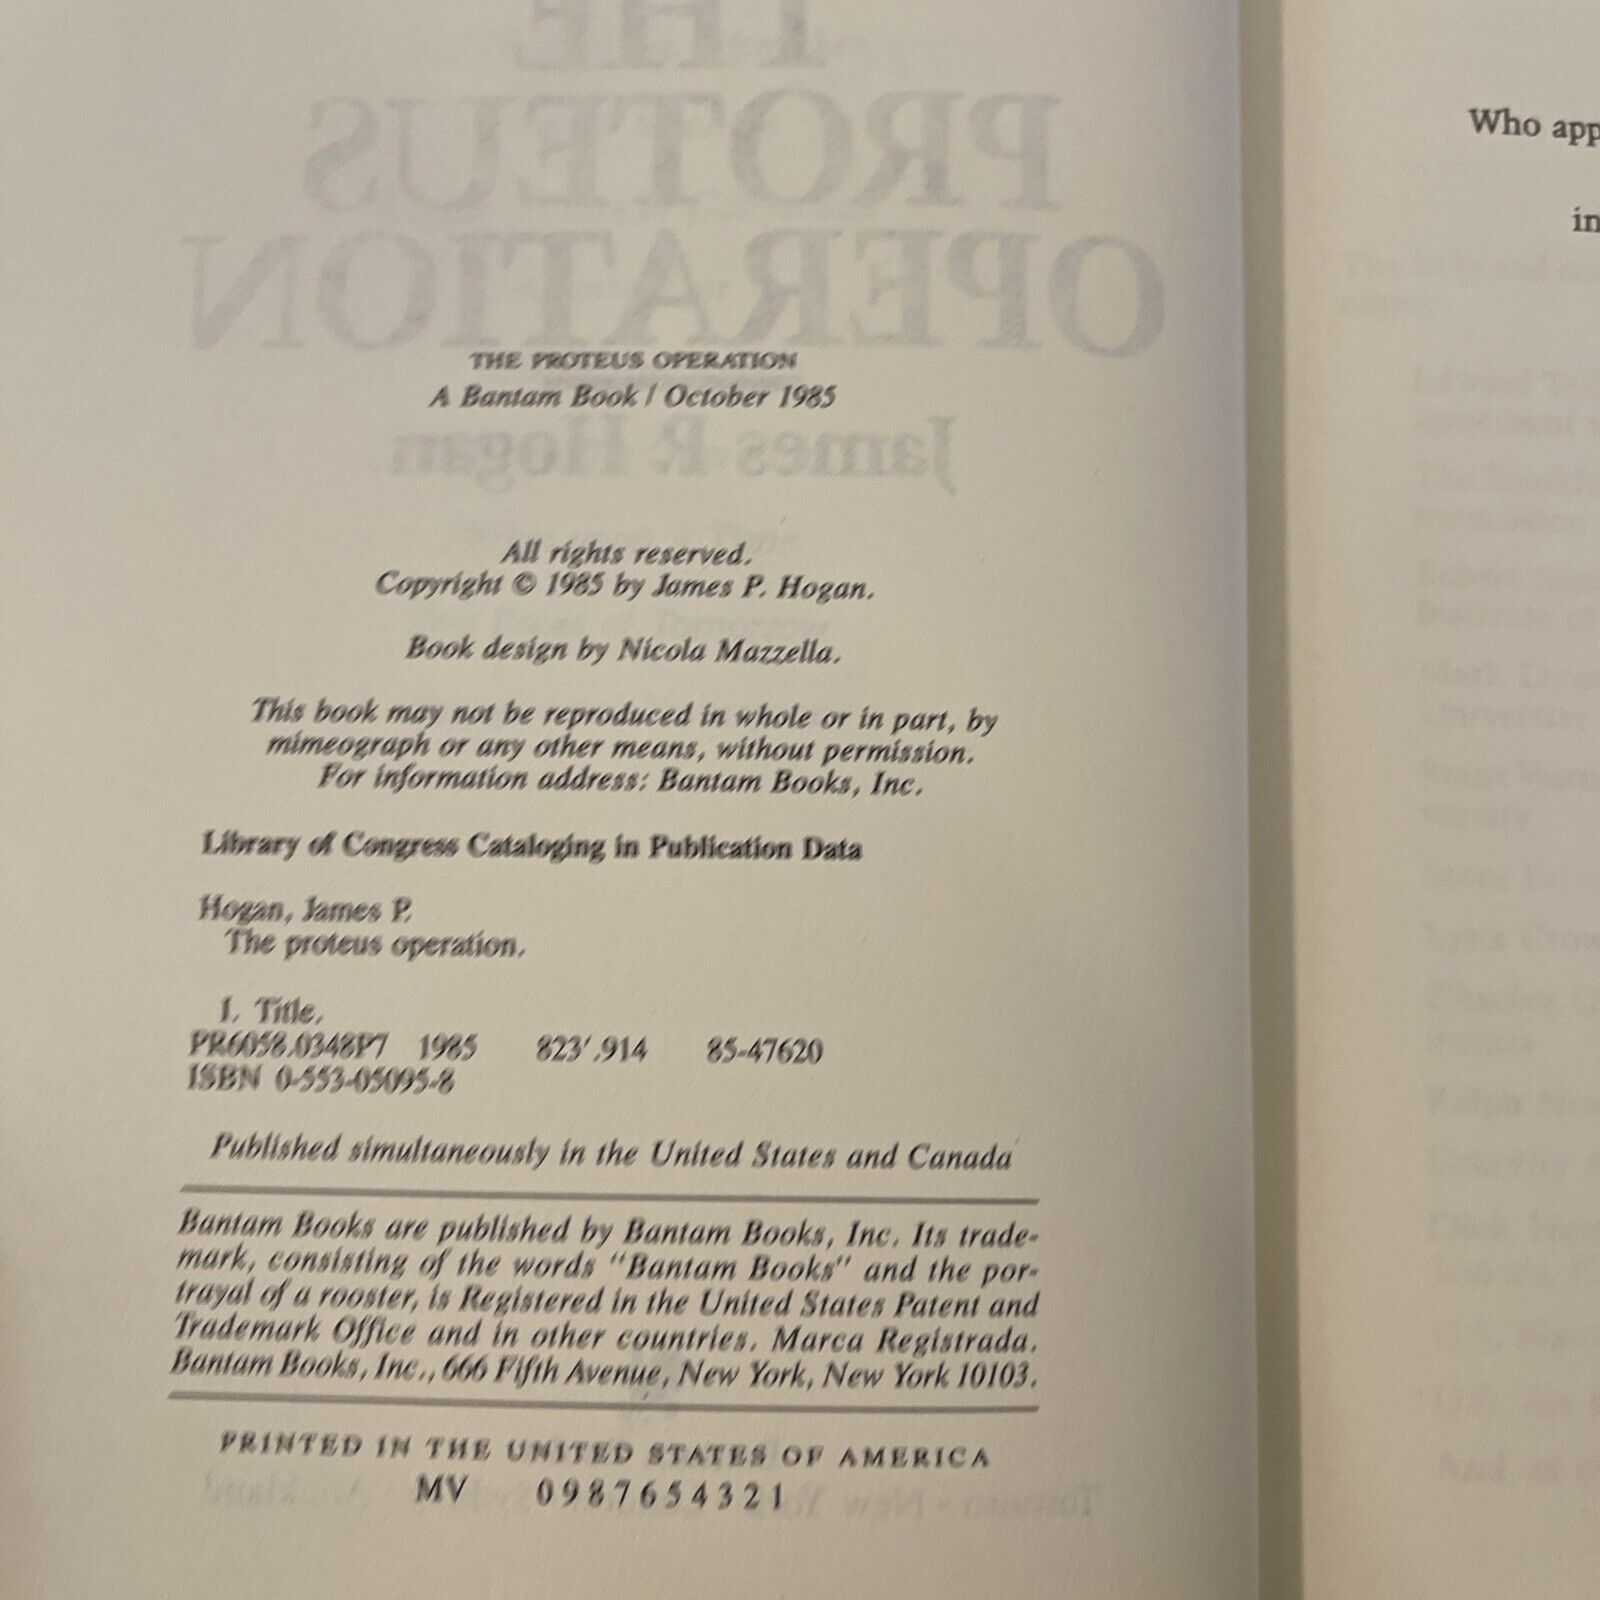 THE PROTEUS OPERATION
A Bantam Book / October 1985
All rights reserved.
Copyright © 1985 by James P. Hogan.
Book design by Nicola Mazzella.
This book may not be reproduced in whole or in part, by
mimeograph or any other means, without permission.
For information address: Bantam Books, Inc.
Library of Congress Cataloging in Publication Data
Hogan, James P.
The proteus operation.
I. Title.
PR6058.0348P7 1985 823'.914 85-47620
ISBN 0-553-05095-8
Published simultaneously in the United States and Canada
Bantam Books are published by Bantam Books, Inc. Its trade-
mark, consisting of the words "Bantam Books" and the por-
trayal of a rooster, is Registered in the United States Patent and
Trademark Office and in other countries. Marca Registrada.
Bantam Books, Inc., 666 Fifth Avenue, New York, New York 10103.
PRINTED IN THE UNITED STATES OF AMERICA
MV 0 9 8 7 6 5 4 3 2 1
THE
PROTEUS
OPERATION
James P. Hogan
Who app
in